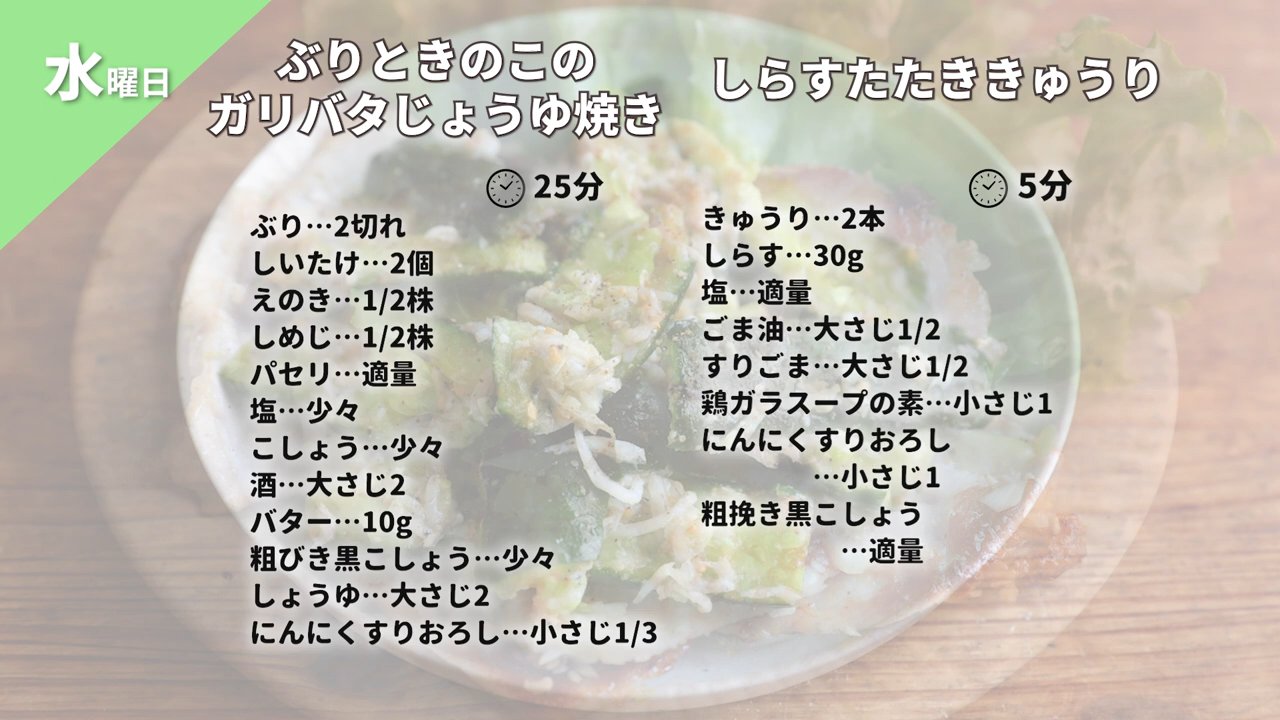 水曜日
ぶりときのこの
ガリバタじょうゆ焼き
25分
ぶり…2切れ
しいたけ…2個
えのき…1/2株
しめじ…1/2株
パセリ…適量
塩…少々
こしょう…少々
酒…大さじ2
バター…10g
粗びき黒こしょう…少々
しょうゆ…大さじ2
にんにくすりおろし…小さじ1/3
しらすたたききゅうり
5分
きゅうり…2本
しらす…30g
塩…適量
ごま油…大さじ1/2
すりごま…大さじ1/2
鶏ガラスープの素…小さじ1
にんにくすりおろし
…小さじ1
粗挽き黒こしょう
…適量